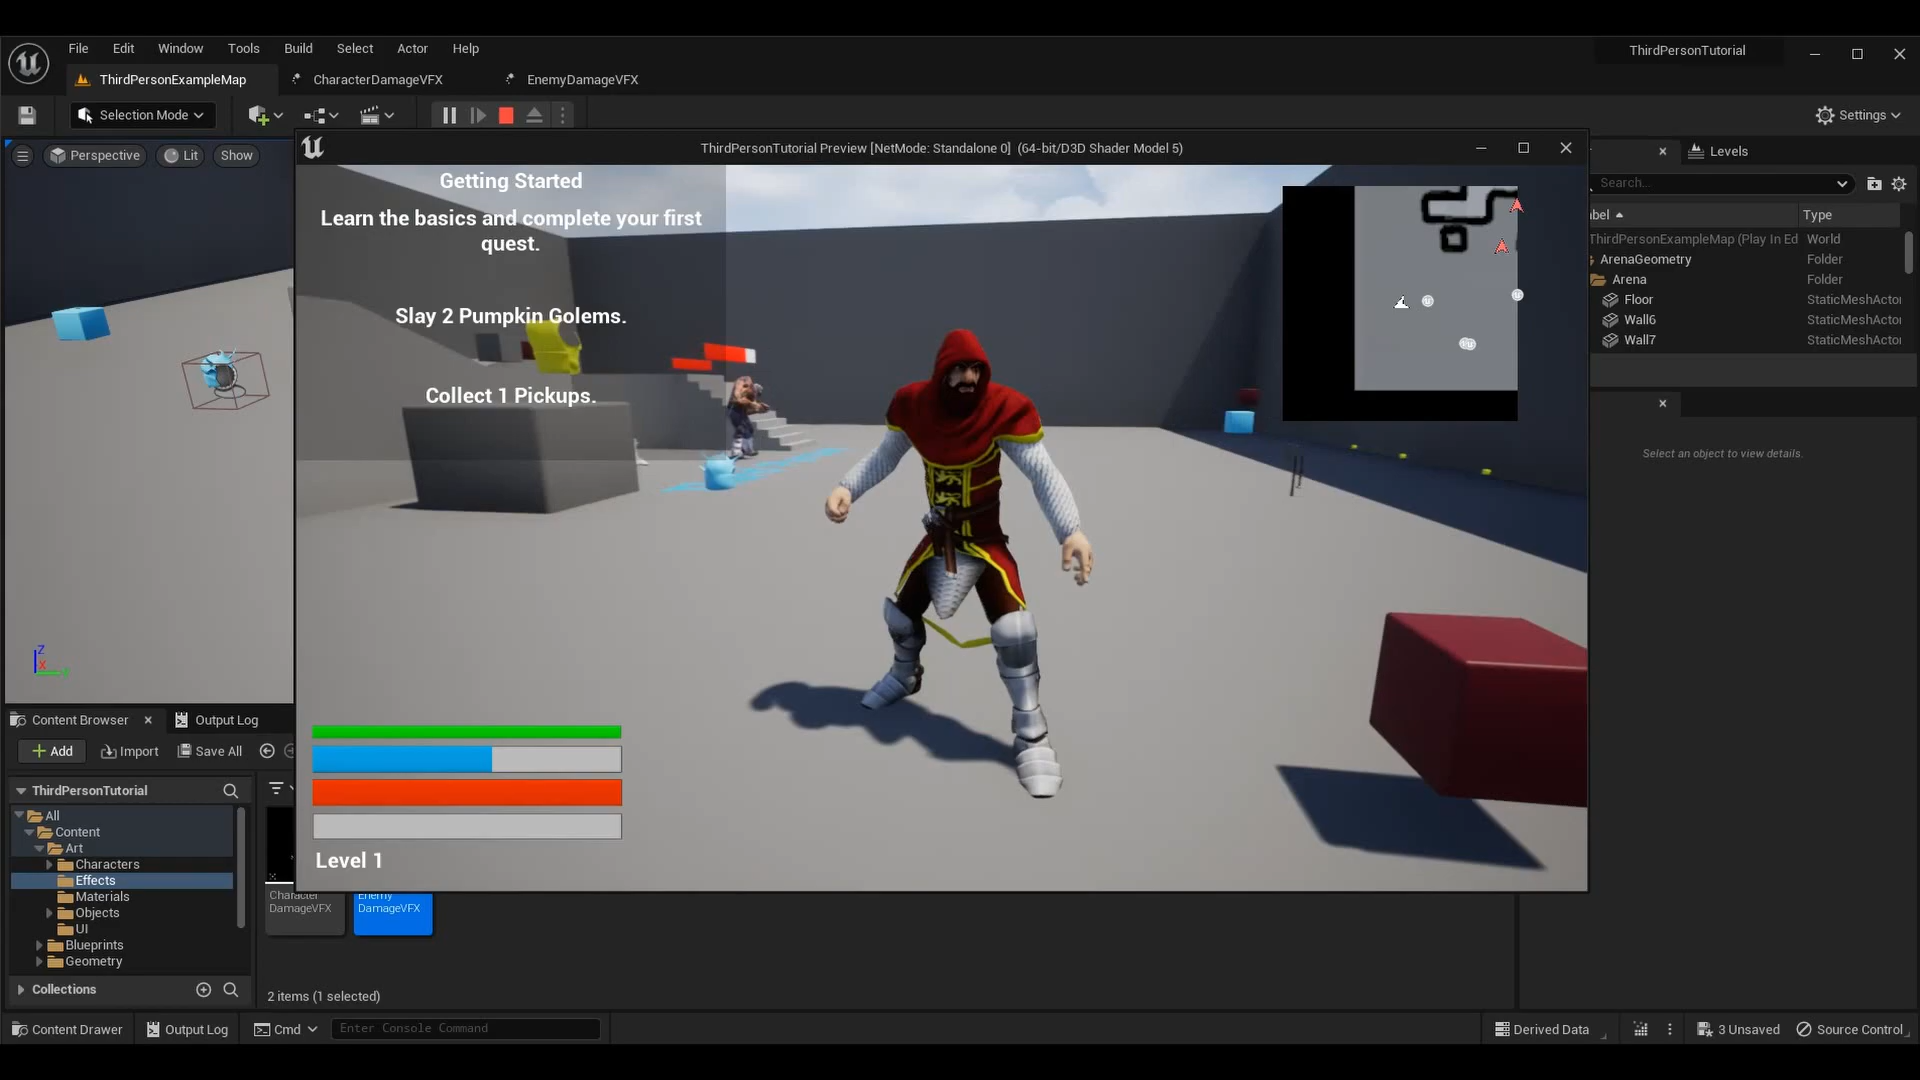 File Edit Window Tools Build Select Actor Help
ThirdPersonTutorial
ThirdPersonExampleMap CharacterDamageVFX EnemyDamageVFX
Selection Mode
Settings
Perspective Lit Show
ThirdPersonTutorial Preview [NetMode: Standalone 0] (64-bit/D3D Shader Model 5)
Levels
Getting Started
Learn the basics and complete your first
quest.
Slay 2 Pumpkin Golems.
Collect 1 Pickups.
Level 1
Search...
abel Type
ThirdPersonExampleMap (Play In Ed World
ArenaGeometry Folder
Arena Folder
Floor StaticMeshActo
Wall6 StaticMeshActo
Wall7 StaticMeshActo
Select an object to view details.
Z
X
Content Browser Output Log
Add Import Save All
ThirdPersonTutorial
All
Content
Art
Characters
Effects
Materials
Objects
UI
Blueprints
Geometry
Collections
Character
DamageVFX
Enemy
DamageVFX
2 items (1 selected)
Content Drawer Output Log Cmd Enter Console Command Derived Data 3 Unsaved Source Control